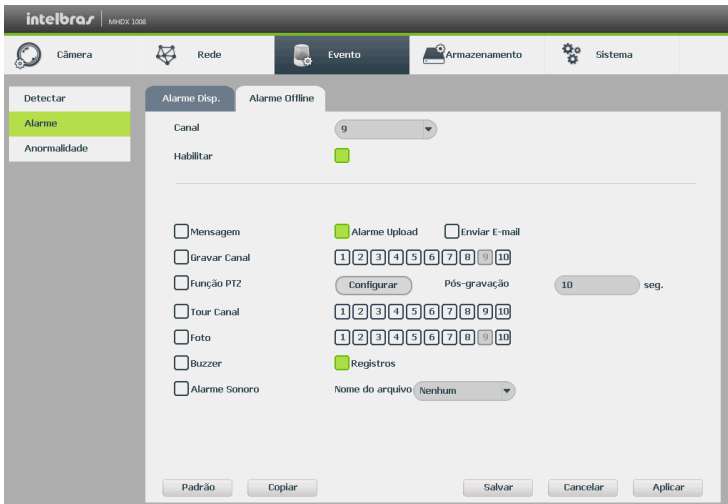 intelbras MHDX 1008
Câmera Rede Evento Armazenamento Sistema
Detectar
Alarme
Anormalidade
Alarme Disp. Alarme Offline
Canal 9
Habilitar
Mensagem Alarme Upload Enviar E-mail
Gravar Canal 1 2 3 4 5 6 7 8 9 10
Função PTZ Configurar Pós-gravação 10 seg.
Tour Canal 1 2 3 4 5 6 7 8 9 10
Foto 1 2 3 4 5 6 7 8 9 10
Buzzer Registros
Alarme Sonoro Nome do arquivo Nenhum
Padrão Copiar Salvar Cancelar Aplicar